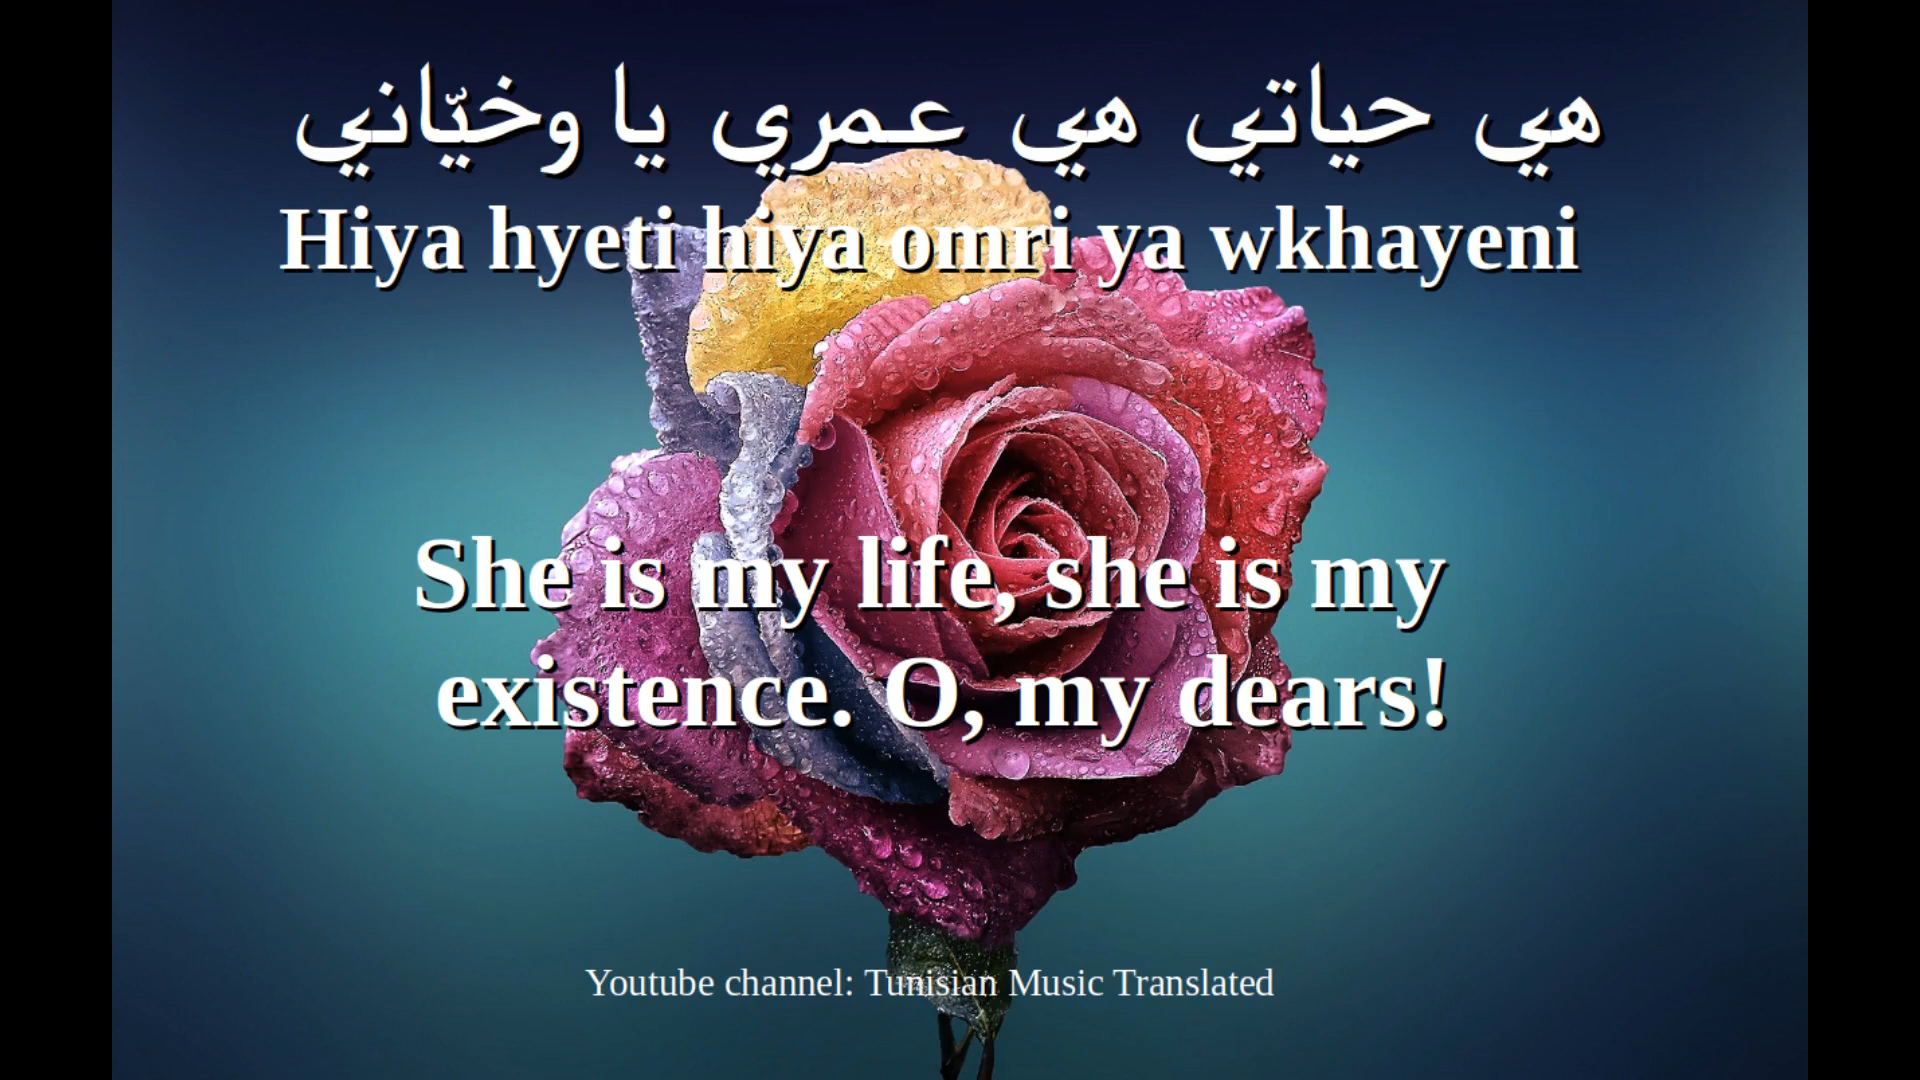 هي حياتي هي عمري يا وخيّاني
Hiya hyeti hiya omri ya wkhayeni
She is my life, she is my
existence. O, my dears!
Youtube channel: Tunisian Music Translated